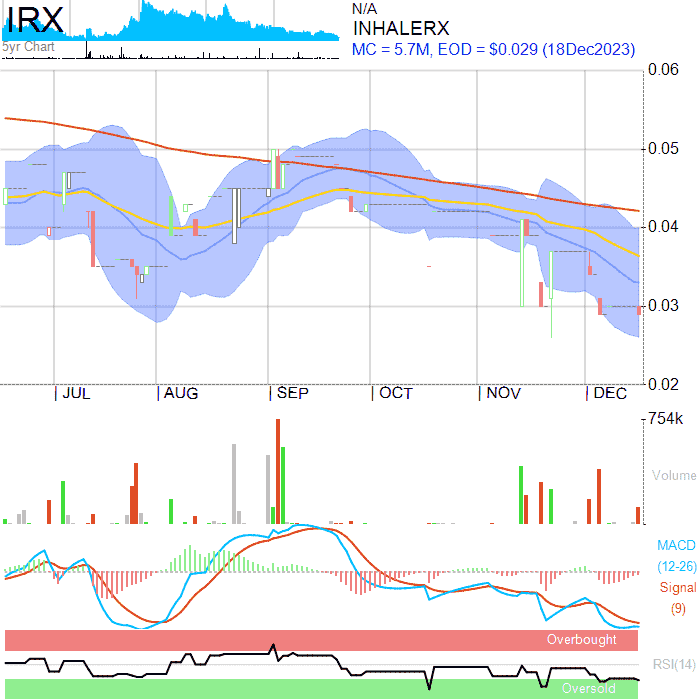 IRX
5yr Chart
N/A
INHALERX
MC = 5.7M, EOD = $0.029 (18Dec2023)
0.06
0.05
0.04
0.03
0.02
JUL AUG SEP OCT NOV DEC
754k
Volume
MACD
(12-26)
Signal
(9)
Overbought
RSI(14)
Oversold